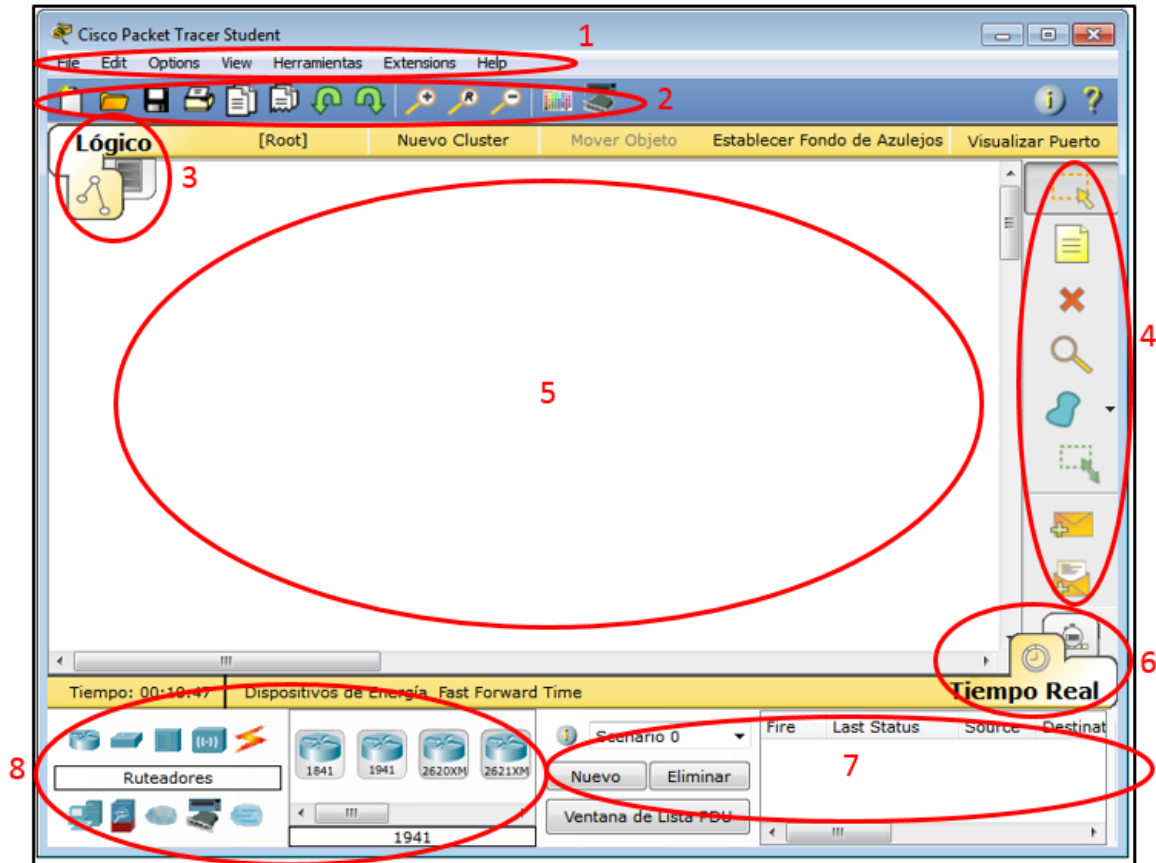 Cisco Packet Tracer Student
1
File Edit Options View Herramientas Extensions Help
2
i ?
Lógico [Root] Nuevo Cluster Mover Objeto Establecer Fondo de Azulejos Visualizar Puerto
3
R
4
5
6
Tiempo: 00:10:47 Dispositivos de Energía Fast Forward Time Tiempo Real
8
Ruteadores
1841 1941 2620XM 2621XM
1941
i Scenario 0
Nuevo Eliminar
Ventana de Lista PDU
Fire Last Status Source Destinat
7